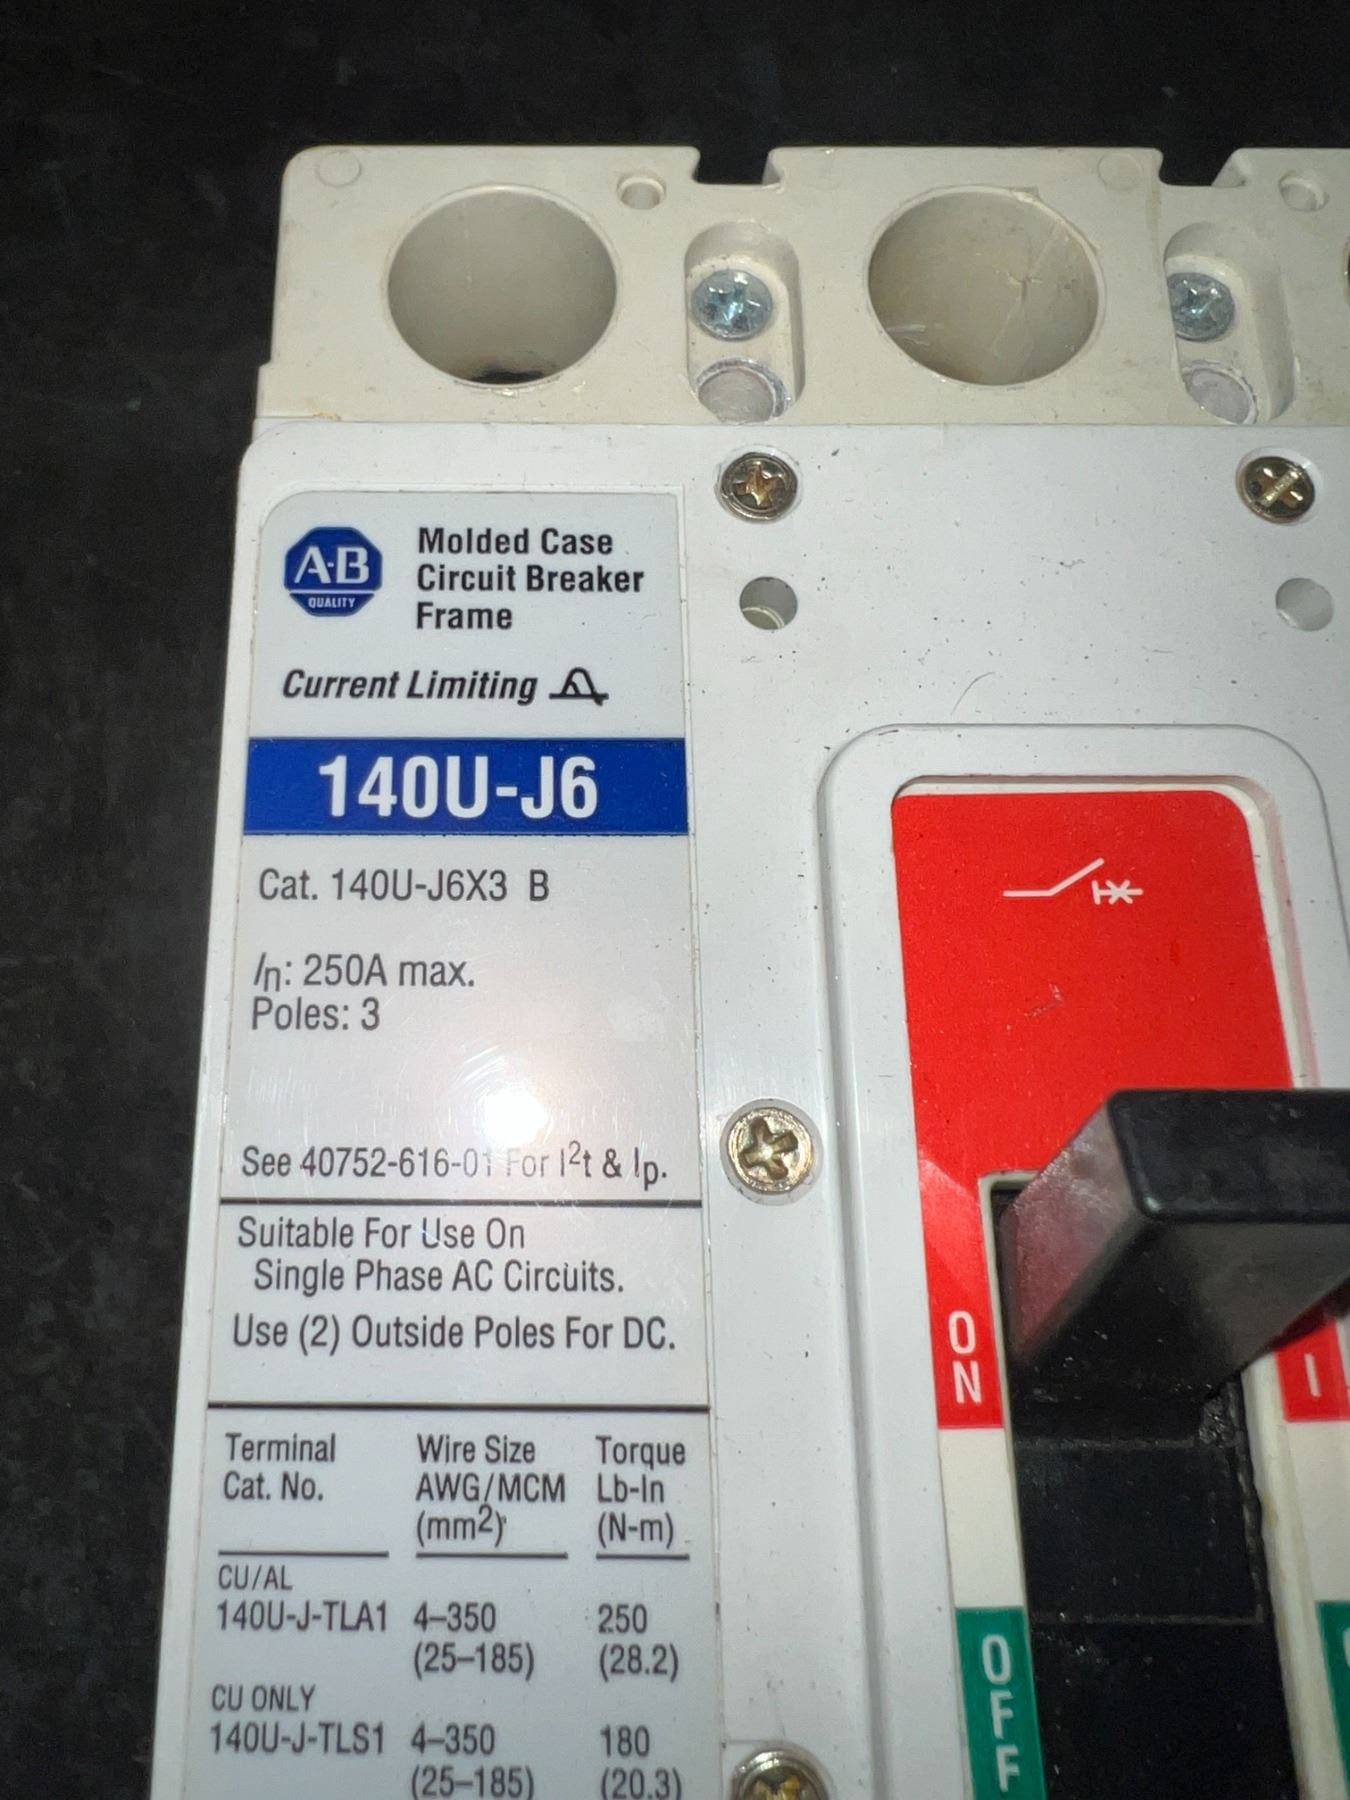 A-B
QUALITY
Molded Case
Circuit Breaker
Frame
Current Limiting
140U-J6
Cat. 140U-J6X3 B
In: 250A max.
Poles: 3
See 40752-616-01 For I²t & Ip.
Suitable For Use On
Single Phase AC Circuits.
Use (2) Outside Poles For DC.
Terminal Wire Size Torque
Cat. No. AWG/MCM Lb-In
(mm²) (N-m)
CU/AL
140U-J-TLA1 4–350 250
(25–185) (28.2)
CU ONLY
140U-J-TLS1 4–350 180
(25–185) (20.3)
ON
I
OFF